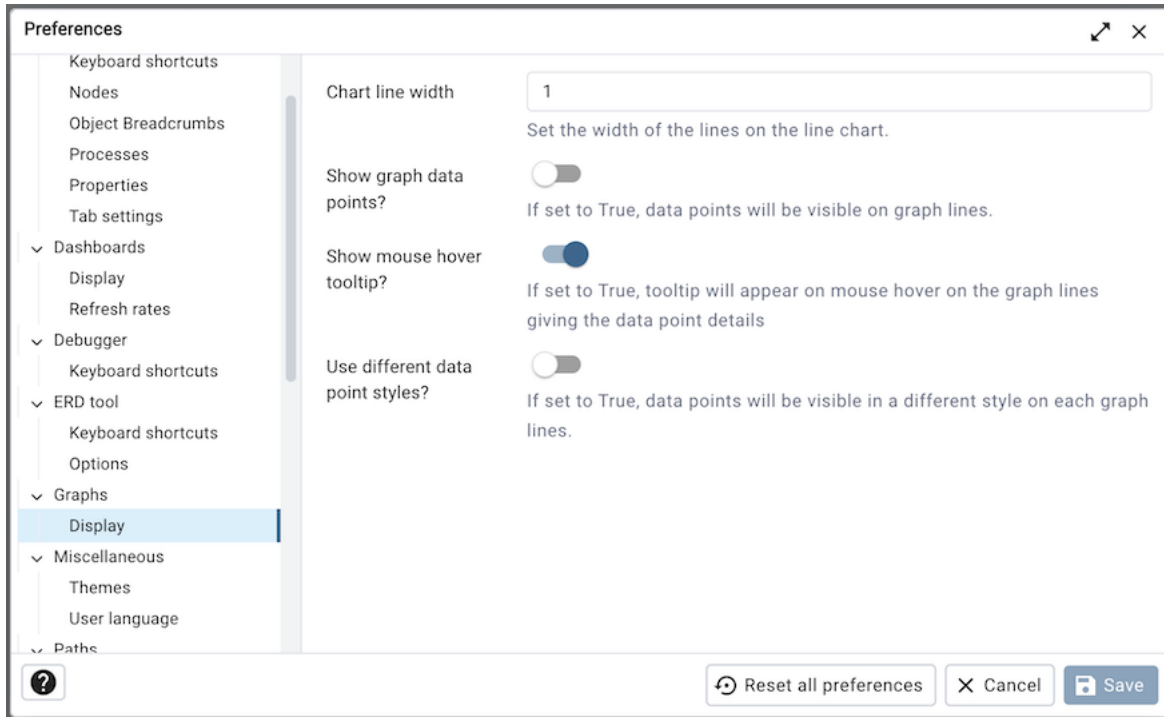 Preferences
Keyboard shortcuts
Nodes
Object Breadcrumbs
Processes
Properties
Tab settings
Dashboards
Display
Refresh rates
Debugger
Keyboard shortcuts
ERD tool
Keyboard shortcuts
Options
Graphs
Display
Miscellaneous
Themes
User language
Paths
Chart line width
1
Set the width of the lines on the line chart.
Show graph data
points?
If set to True, data points will be visible on graph lines.
Show mouse hover
tooltip?
If set to True, tooltip will appear on mouse hover on the graph lines
giving the data point details
Use different data
point styles?
If set to True, data points will be visible in a different style on each graph
lines.
?
Reset all preferences
Cancel
Save